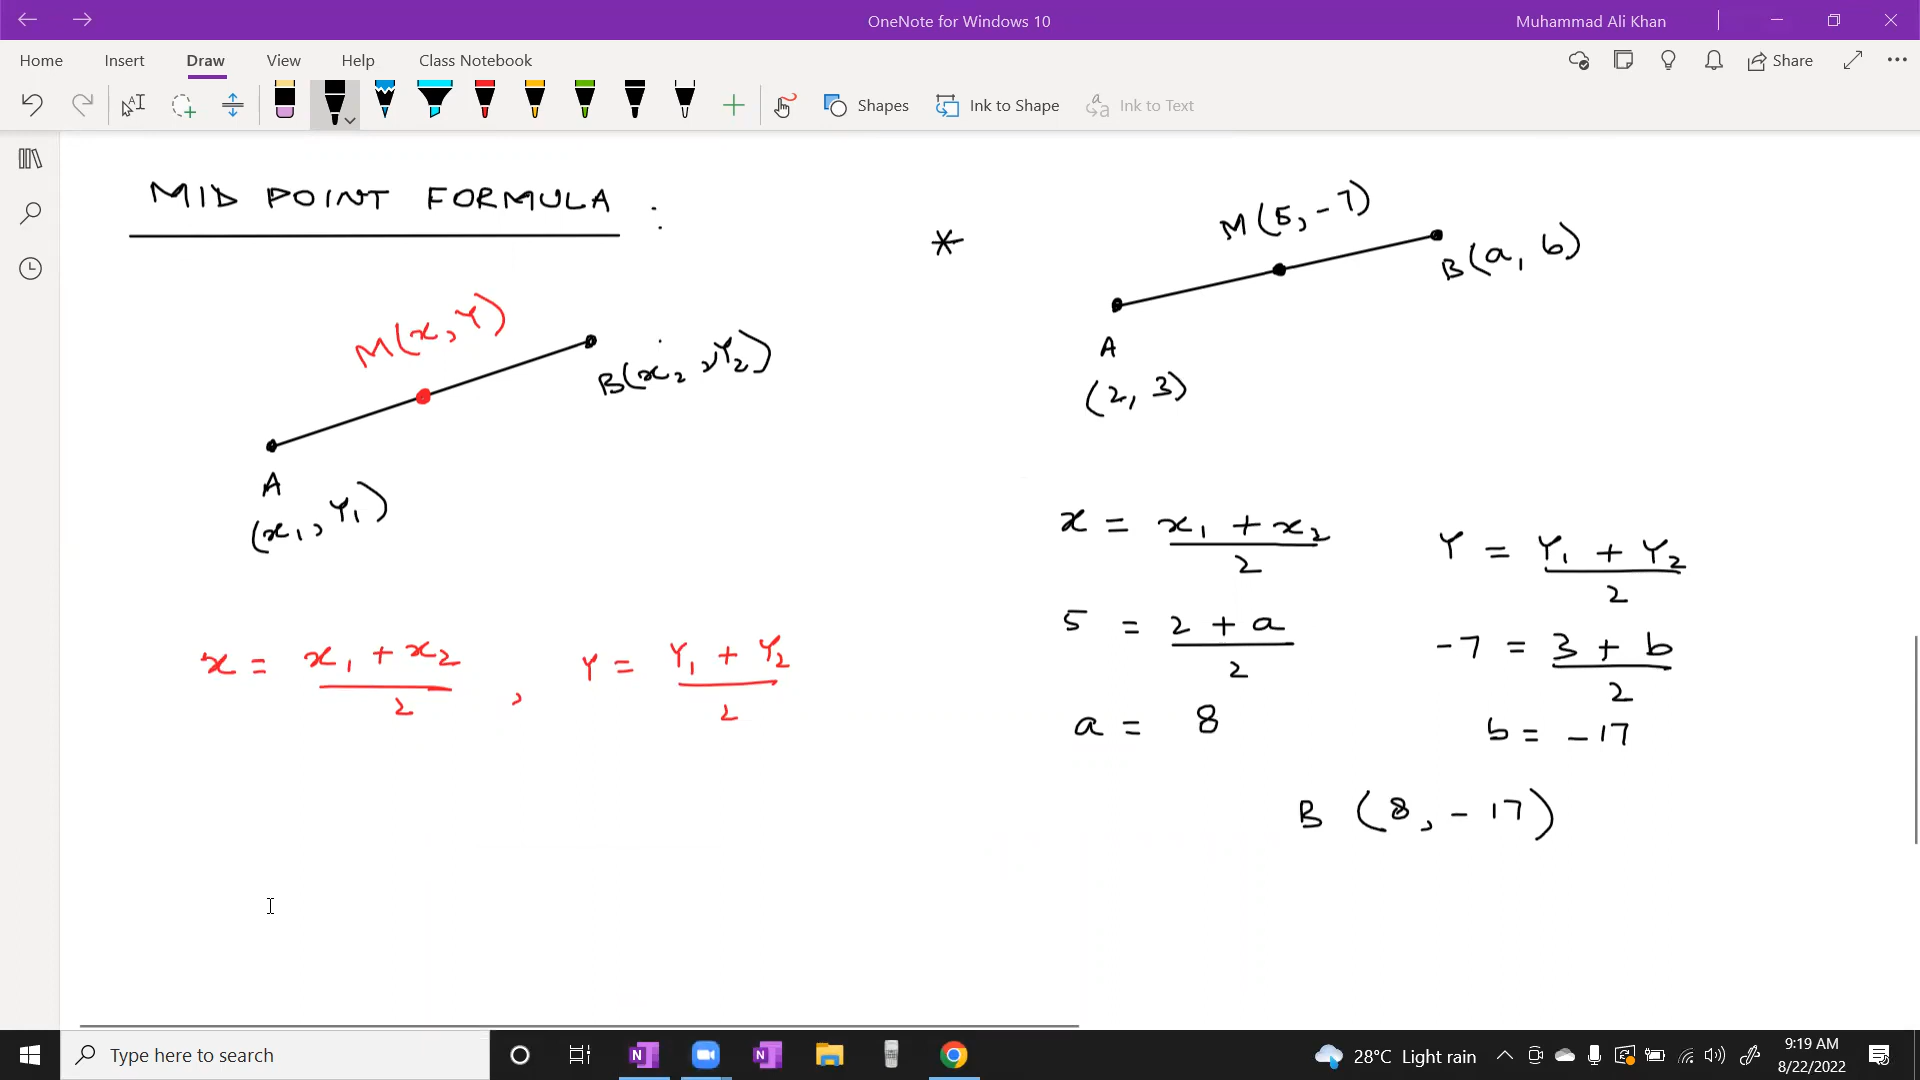 OneNote for Windows 10
Muhammad Ali Khan
Home Insert Draw View Help Class Notebook
Share
Shapes Ink to Shape Ink to Text
MID POINT FORMULA :
M(x, Y)
B(x2, Y2)
A
(x1, Y1)
x = x1 + x2 / 2 , Y = Y1 + Y2 / 2
*
M(5, -7)
B(a, b)
A
(2, 3)
x = x1 + x2 / 2
5 = 2 + a / 2
a = 8
Y = Y1 + Y2 / 2
-7 = 3 + b / 2
b = -17
B (8, -17)
Type here to search
28°C Light rain
9:19 AM
8/22/2022